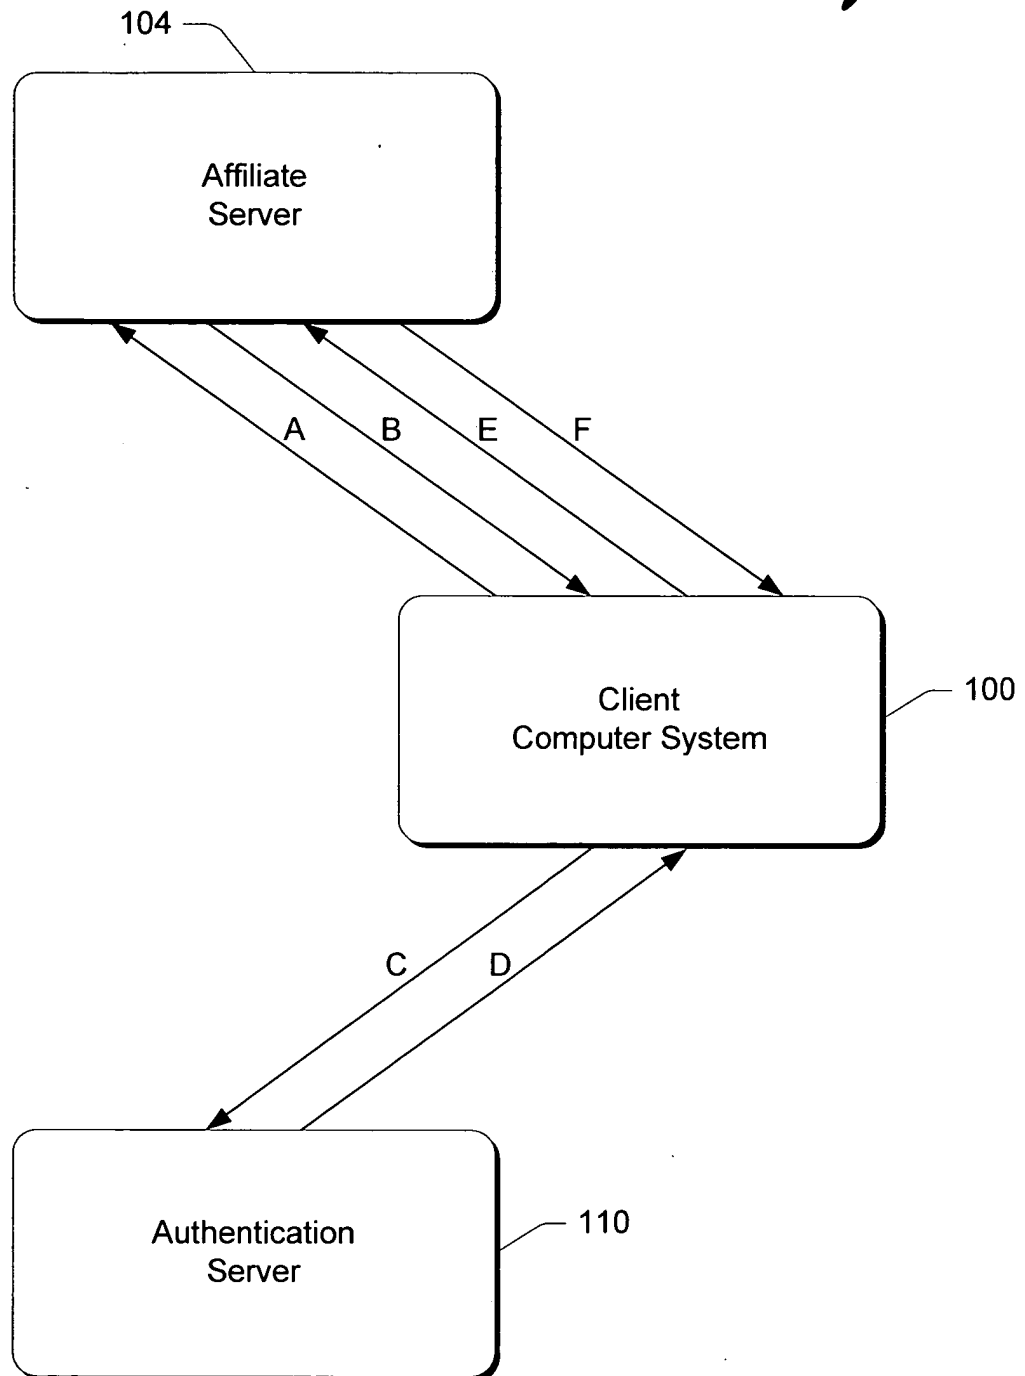 104
Affiliate
Server
A
B
E
F
Client
Computer System
100
C
D
Authentication
Server
110